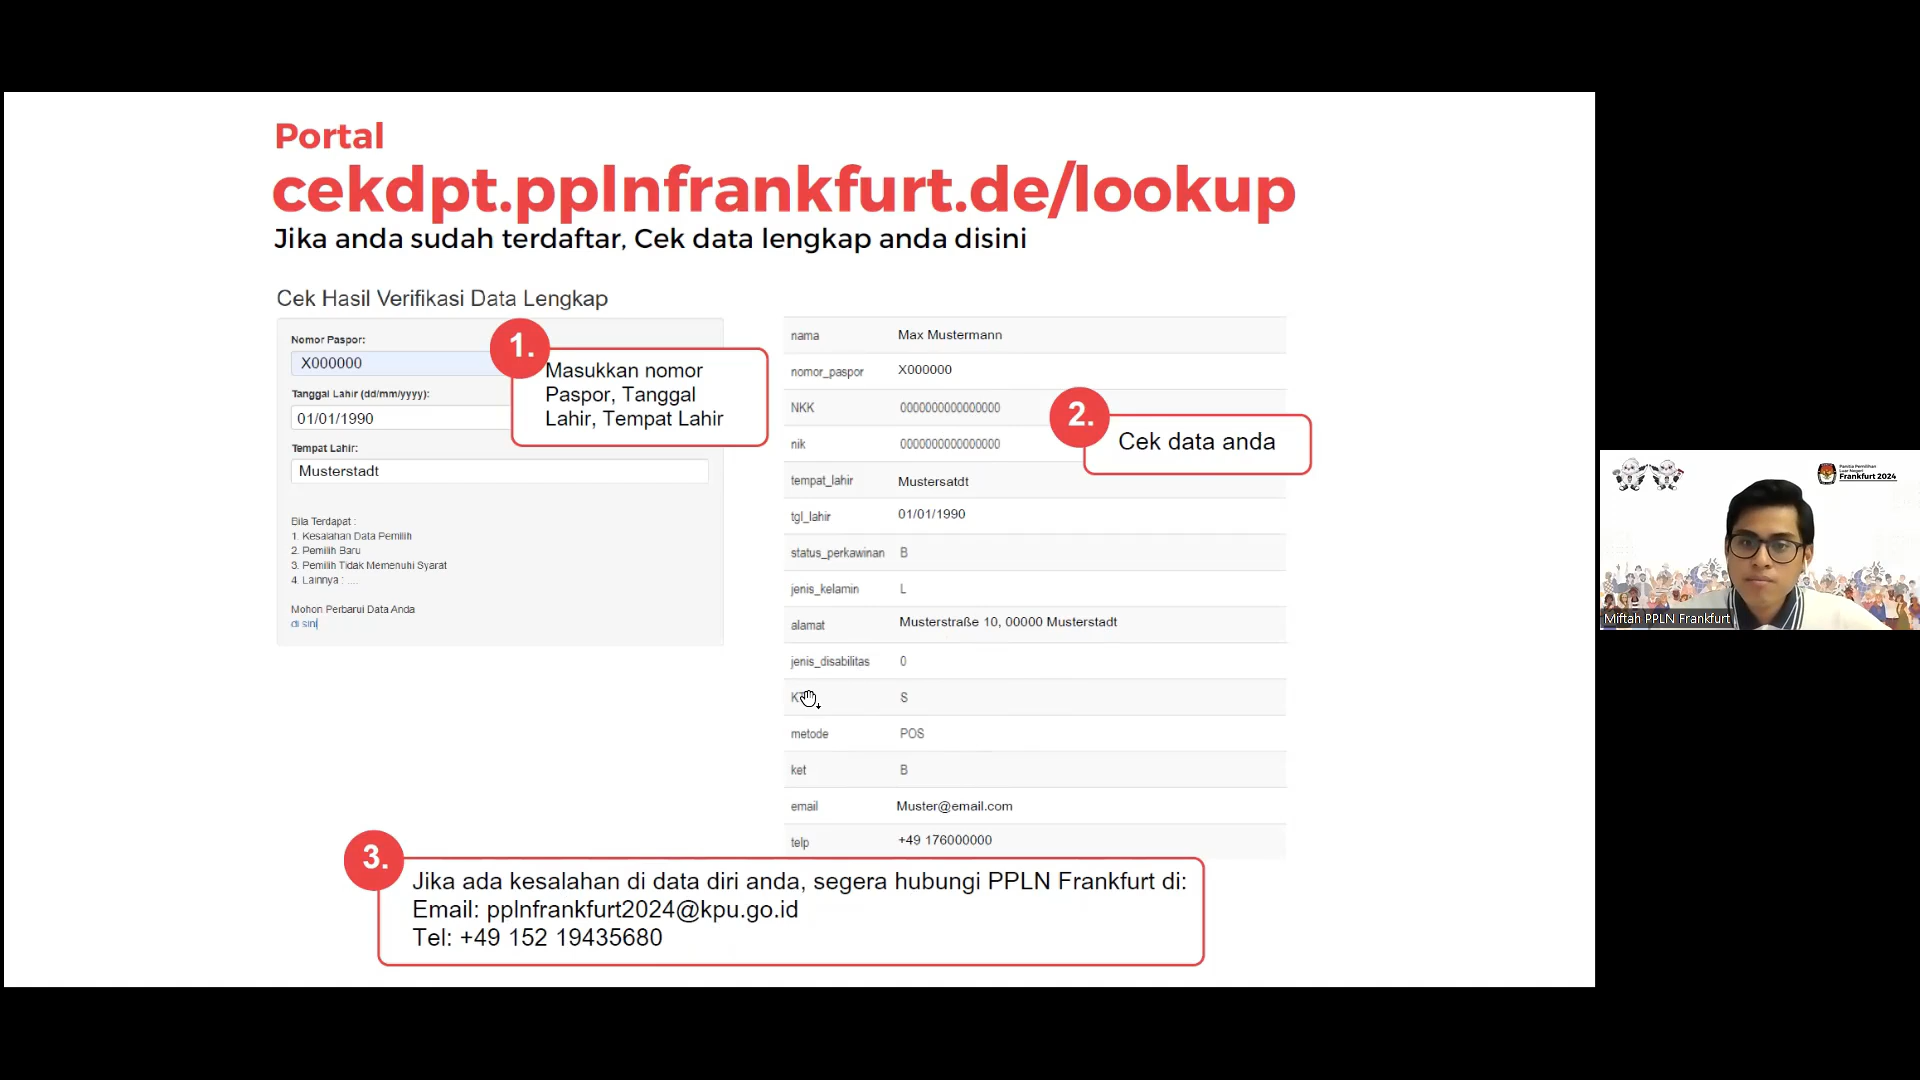 Portal
cekdpt.pplnfrankfurt.de/lookup
Jika anda sudah terdaftar, Cek data lengkap anda disini
Cek Hasil Verifikasi Data Lengkap
Nomor Paspor:
X000000
Tanggal Lahir (dd/mm/yyyy):
01/01/1990
Tempat Lahir:
Musterstadt
Bila Terdapat :
1. Kesalahan Data Pemilih
2. Pemilih Baru
3. Pemilih Tidak Memenuhi Syarat
4. Lainnya : ....
Mohon Perbarui Data Anda
di sini
1.
Masukkan nomor
Paspor, Tanggal
Lahir, Tempat Lahir
nama Max Mustermann
nomor_paspor X000000
NKK 0000000000000000
nik 0000000000000000
tempat_lahir Mustersatdt
tgl_lahir 01/01/1990
status_perkawinan B
jenis_kelamin L
alamat Musterstraße 10, 00000 Musterstadt
jenis_disabilitas 0
S
metode POS
ket B
email Muster@email.com
telp +49 176000000
2.
Cek data anda
3.
Jika ada kesalahan di data diri anda, segera hubungi PPLN Frankfurt di:
Email: pplnfrankfurt2024@kpu.go.id
Tel: +49 152 19435680
Panitia Pemilihan
Luar Negeri
Frankfurt 2024
Miftah PPLN Frankfurt